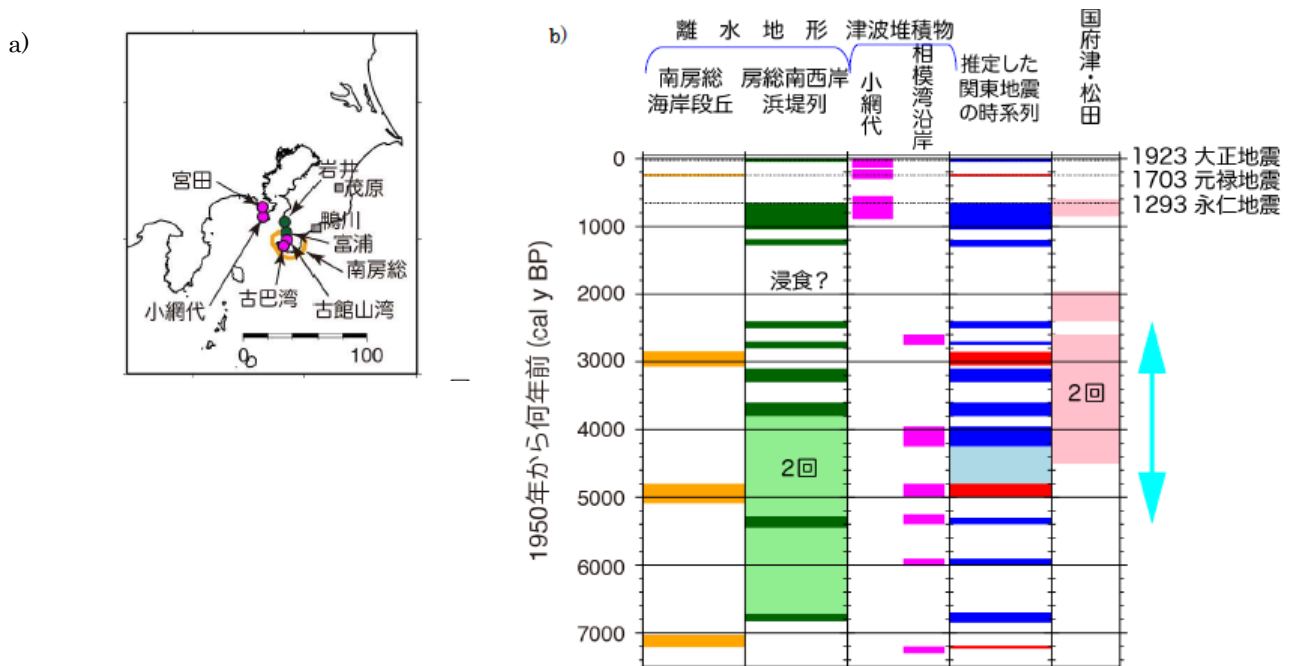 a)
宮田
岩井
茂原
鴨川
富浦
南房総
小網代
古巴湾
古館山湾
0
100
b)
離水地形
津波堆積物
南房総
海岸段丘
房総南西岸
浜堤列
小網代
相模湾沿岸
推定した
関東地震
の時系列
国府津・松田
1950年から何年前 (cal y BP)
0
1000
2000
3000
4000
5000
6000
7000
浸食?
2回
2回
1923 大正地震
1703 元禄地震
1293 永仁地震